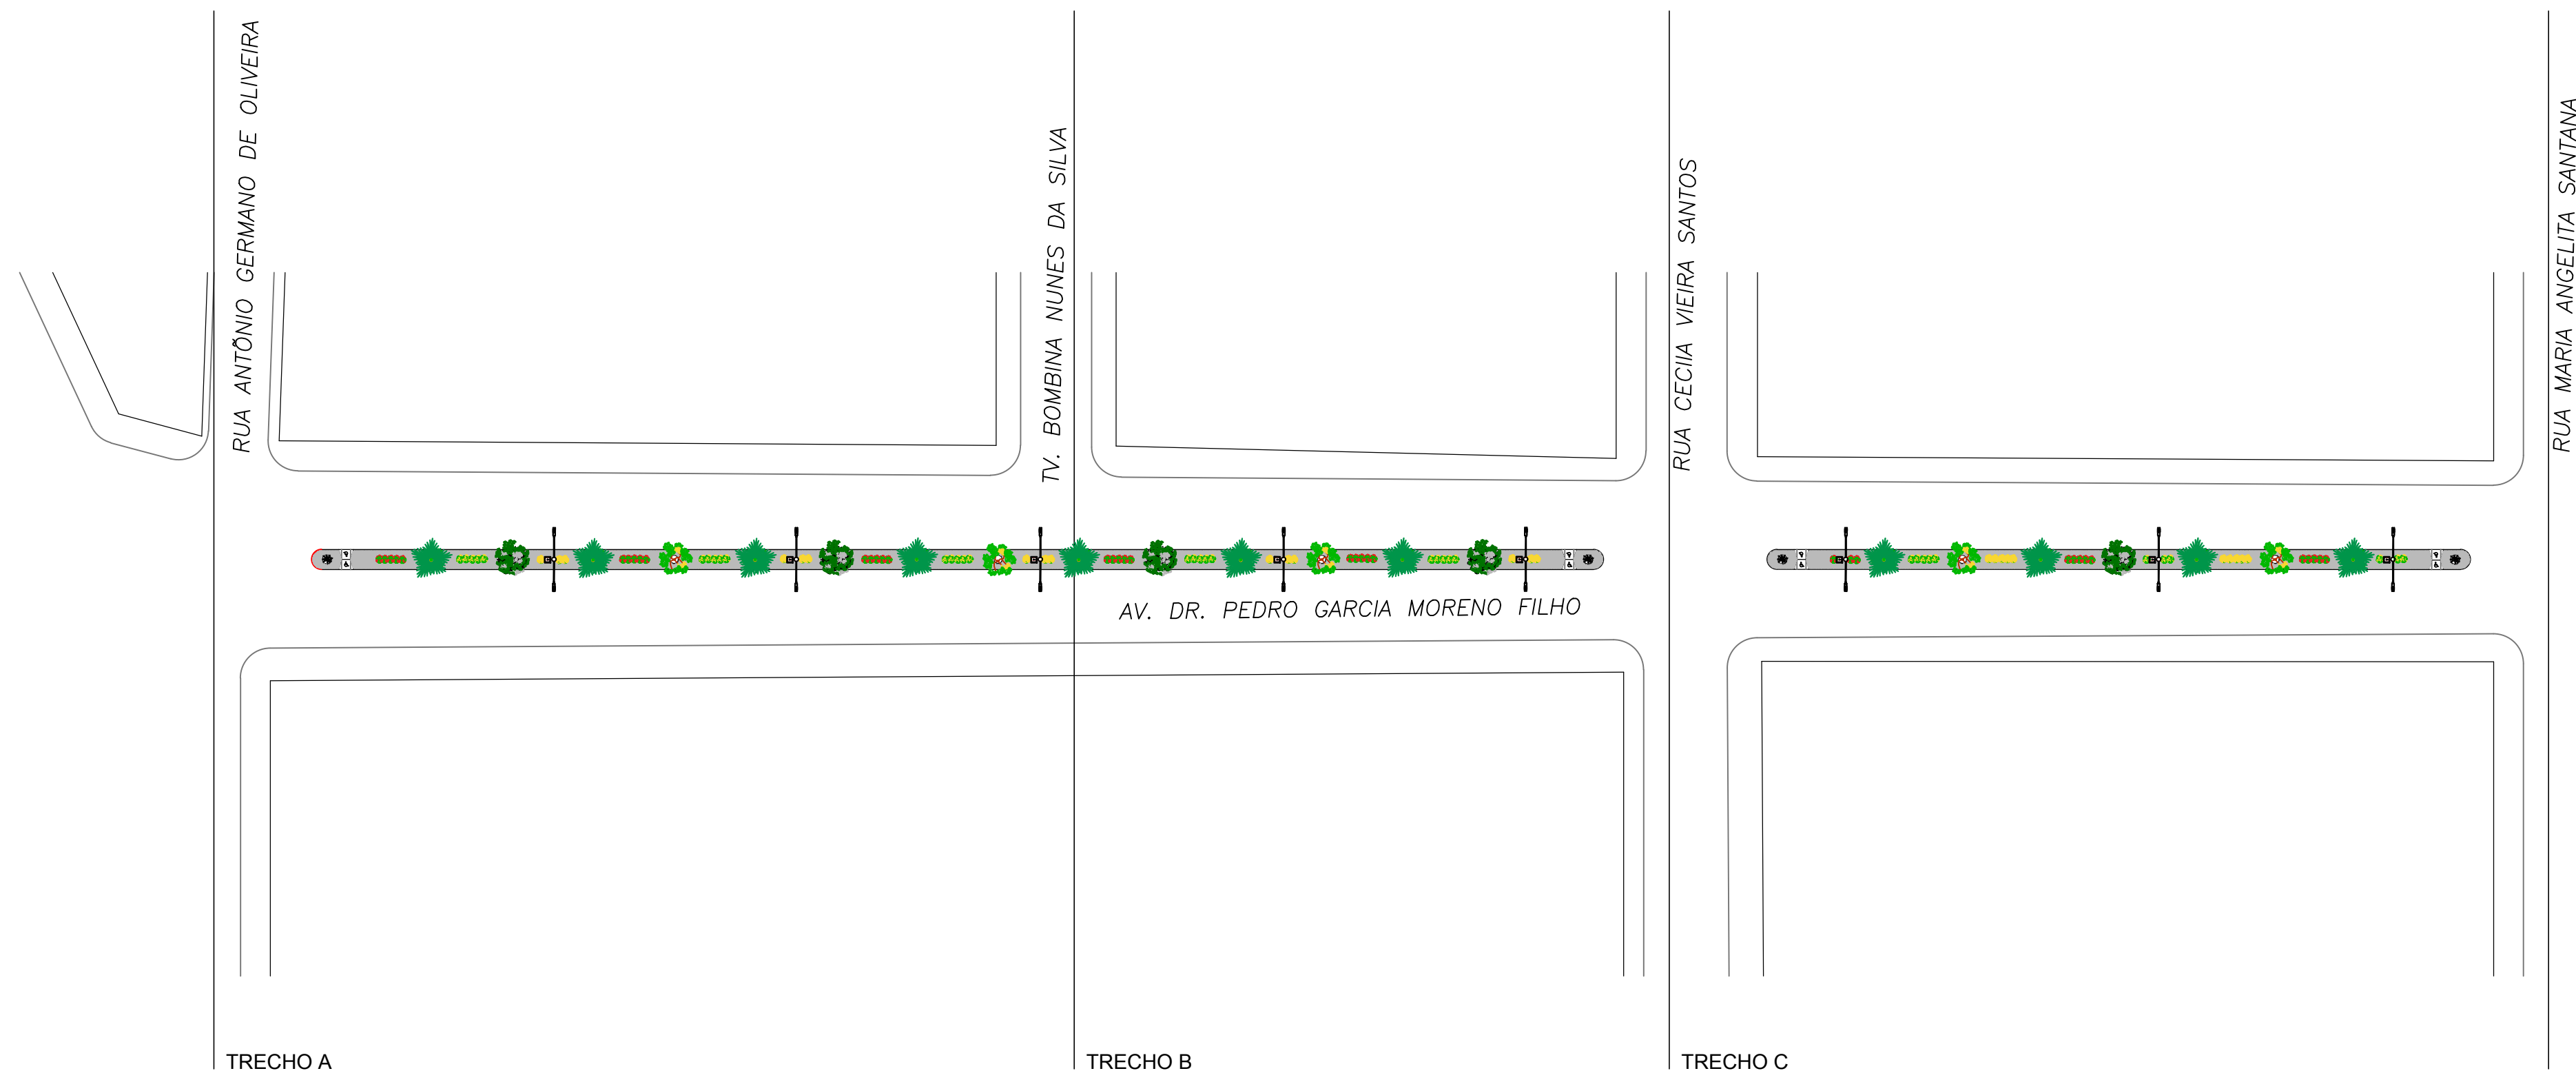 RUA ANTÔNIO GERMANO DE OLIVEIRA
TV. BOMBINA NUNES DA SILVA
RUA CECIIA VIEIRA SANTOS
RUA MARIA ANGELITA SANTANA
AV. DR. PEDRO GARCIA MORENO FILHO
TRECHO A
TRECHO B
TRECHO C